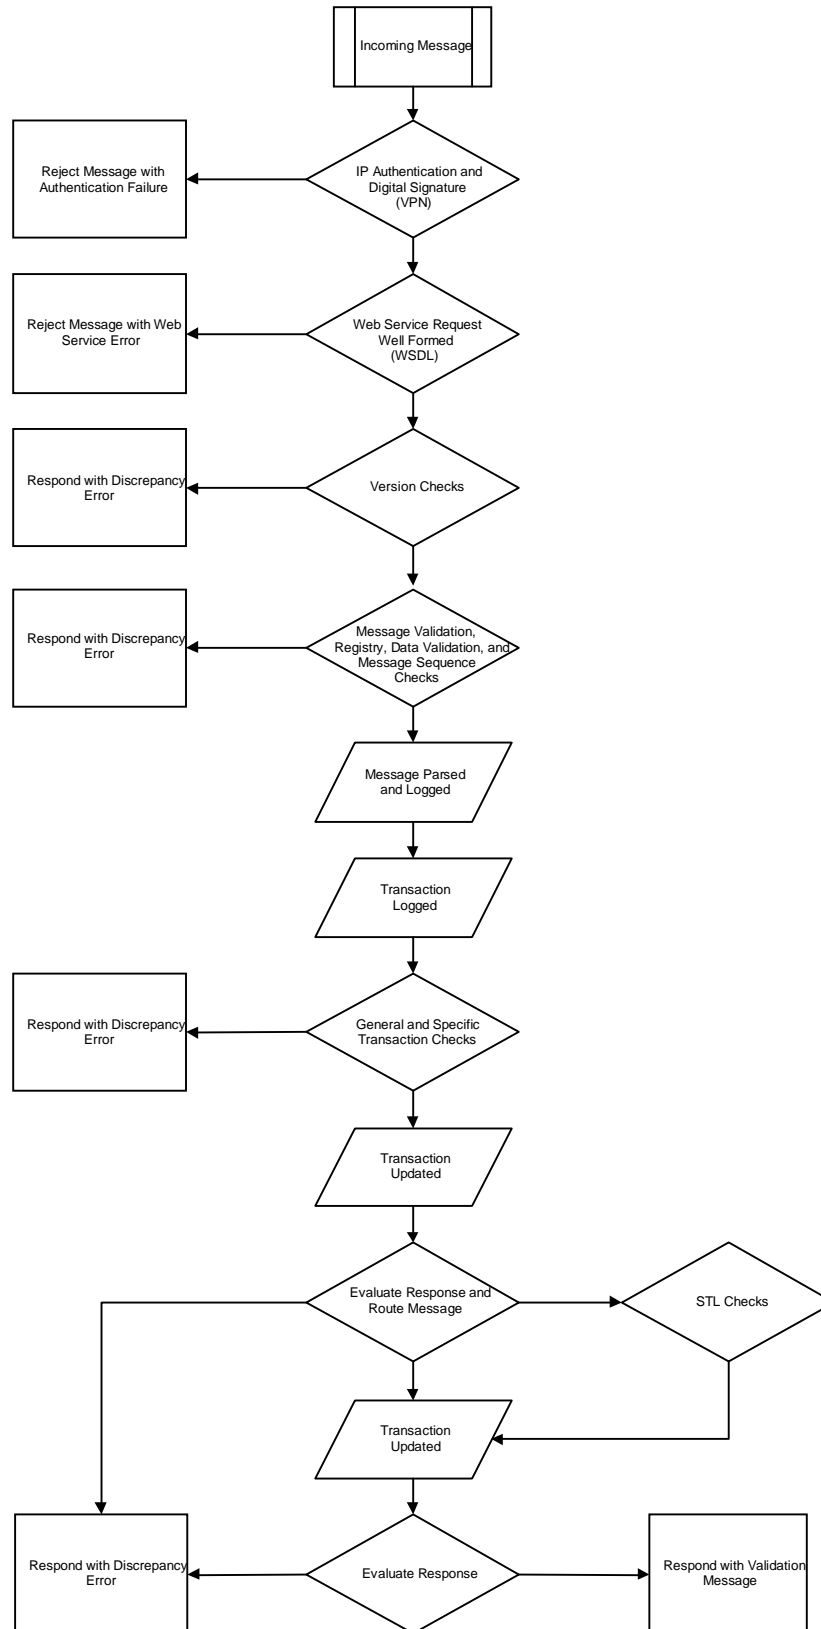 Incoming Message
Reject Message with
Authentication Failure
IP Authentication and
Digital Signature
(VPN)
Reject Message with Web
Service Error
Web Service Request
Well Formed
(WSDL)
Respond with Discrepancy
Error
Version Checks
Respond with Discrepancy
Error
Message Validation,
Registry, Data Validation, and
Message Sequence
Checks
Message Parsed
and Logged
Transaction
Logged
Respond with Discrepancy
Error
General and Specific
Transaction Checks
Transaction
Updated
Evaluate Response and
Route Message
STL Checks
Transaction
Updated
Respond with Discrepancy
Error
Evaluate Response
Respond with Validation
Message